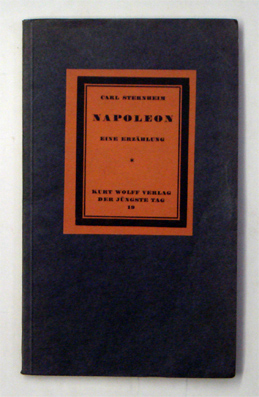 CARL STERNHEIM
NAPOLEON
EINE ERZÄHLUNG
KURT WOLFF VERLAG
DER JÜNGSTE TAG
19